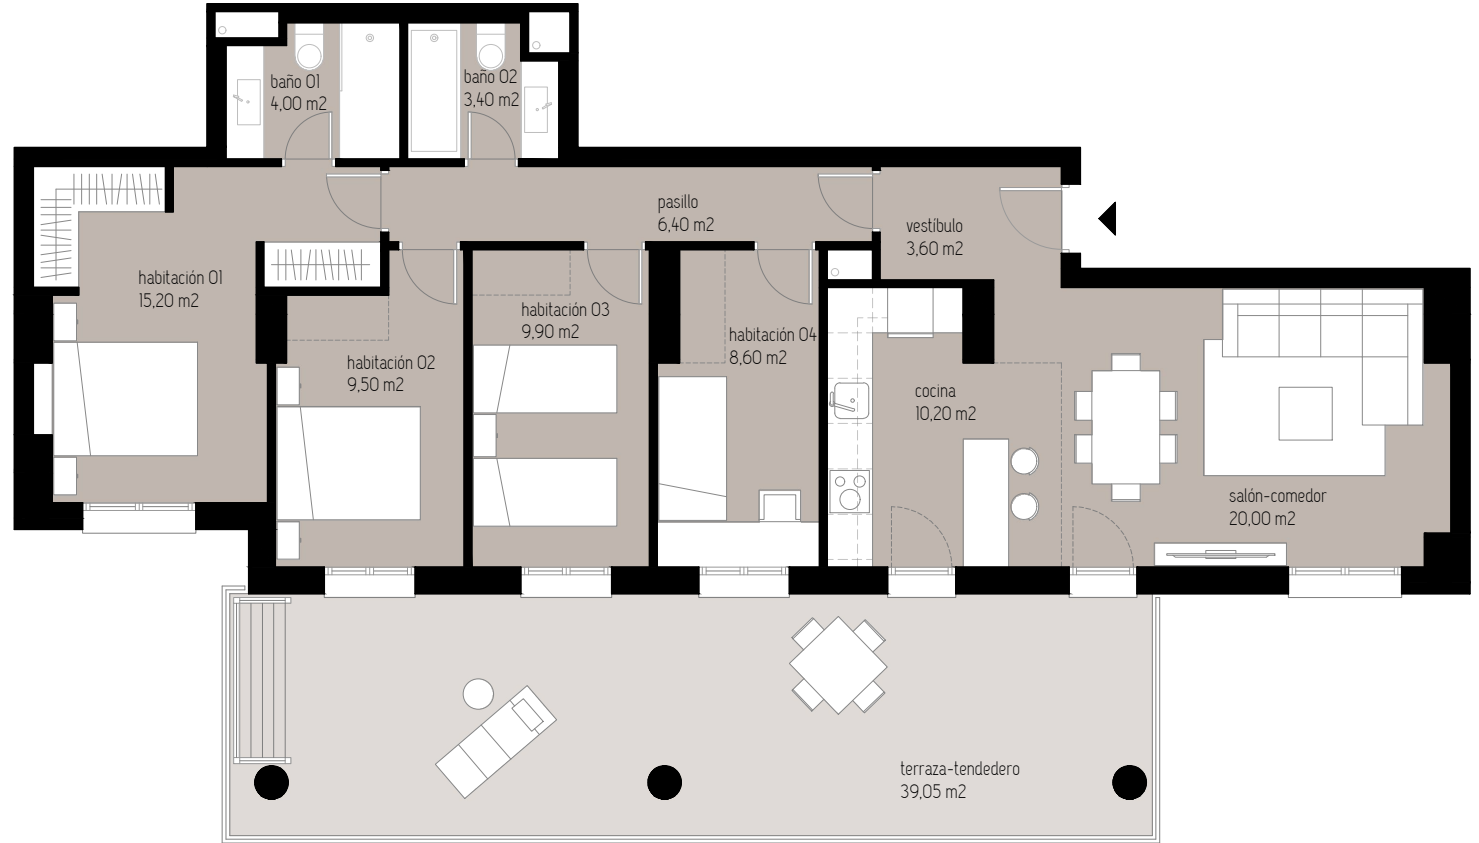 baño 01
4,00 m2
baño 02
3,40 m2
pasillo
6,40 m2
vestíbulo
3,60 m2
habitación 01
15,20 m2
habitación 02
9,50 m2
habitación 03
9,90 m2
habitación 04
8,60 m2
cocina
10,20 m2
salón-comedor
20,00 m2
terraza-tendedero
39,05 m2